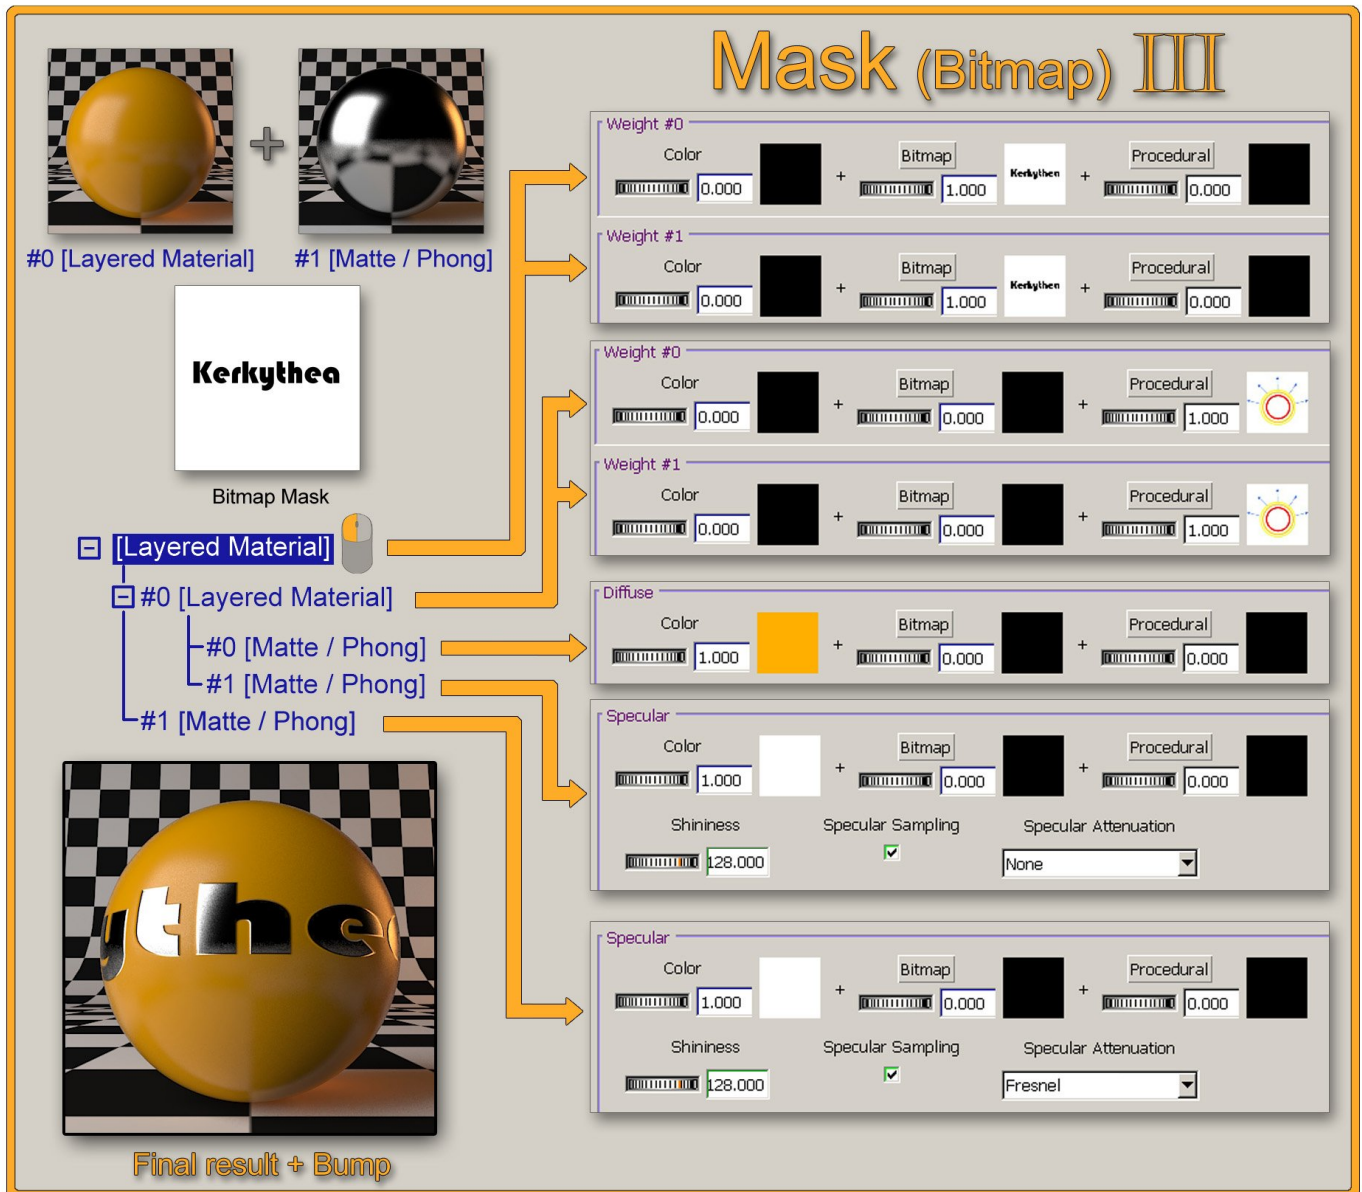 Mask (Bitmap) III
#0 [Layered Material]
#1 [Matte / Phong]
Kerkythea
Bitmap Mask
[Layered Material]
#0 [Layered Material]
#0 [Matte / Phong]
#1 [Matte / Phong]
#1 [Matte / Phong]
ythea
Final result + Bump
Weight #0
Color Bitmap Procedural
0.000 + 1.000 Kerkythea + 0.000
Weight #1
Color Bitmap Procedural
0.000 + 1.000 Kerkythea + 0.000
Weight #0
Color Bitmap Procedural
0.000 + 0.000 + 1.000
Weight #1
Color Bitmap Procedural
0.000 + 0.000 + 1.000
Diffuse
Color Bitmap Procedural
1.000 + 0.000 + 0.000
Specular
Color Bitmap Procedural
1.000 + 0.000 + 0.000
Shininess Specular Sampling Specular Attenuation
128.000 None
Specular
Color Bitmap Procedural
1.000 + 0.000 + 0.000
Shininess Specular Sampling Specular Attenuation
128.000 Fresnel